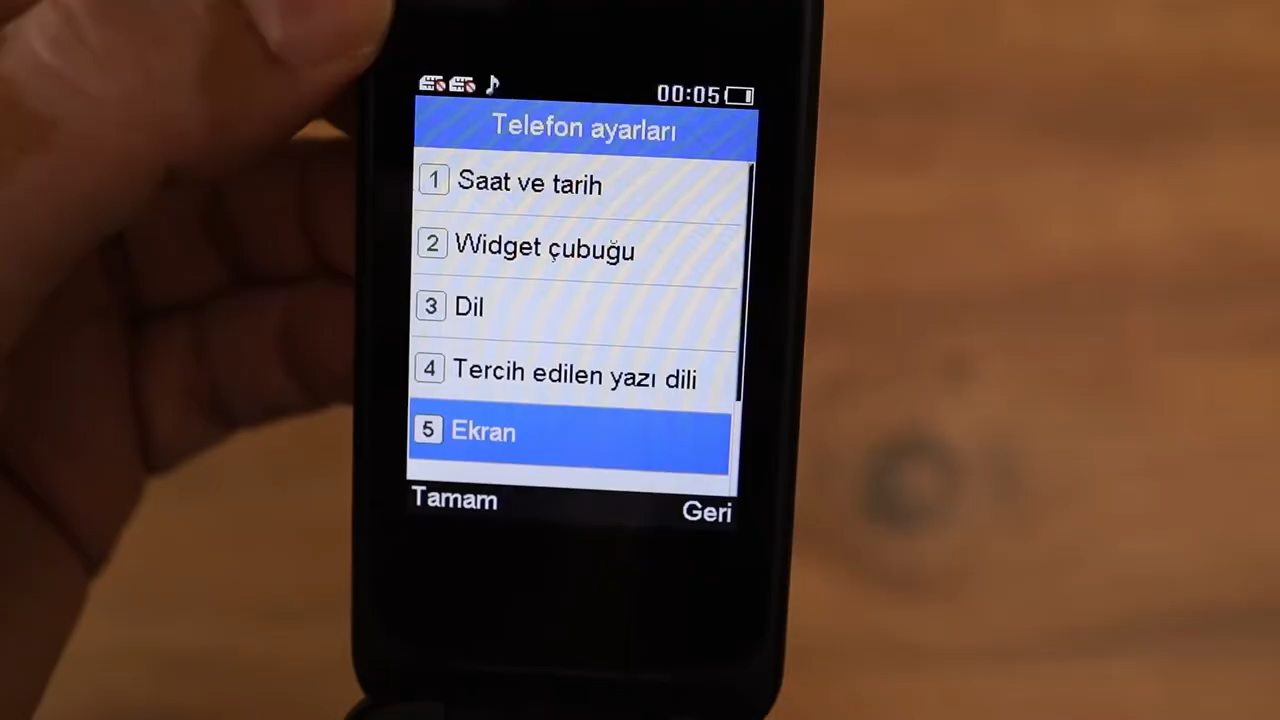 00:05
Telefon ayarları
1 Saat ve tarih
2 Widget çubuğu
3 Dil
4 Tercih edilen yazı dili
5 Ekran
Tamam
Geri